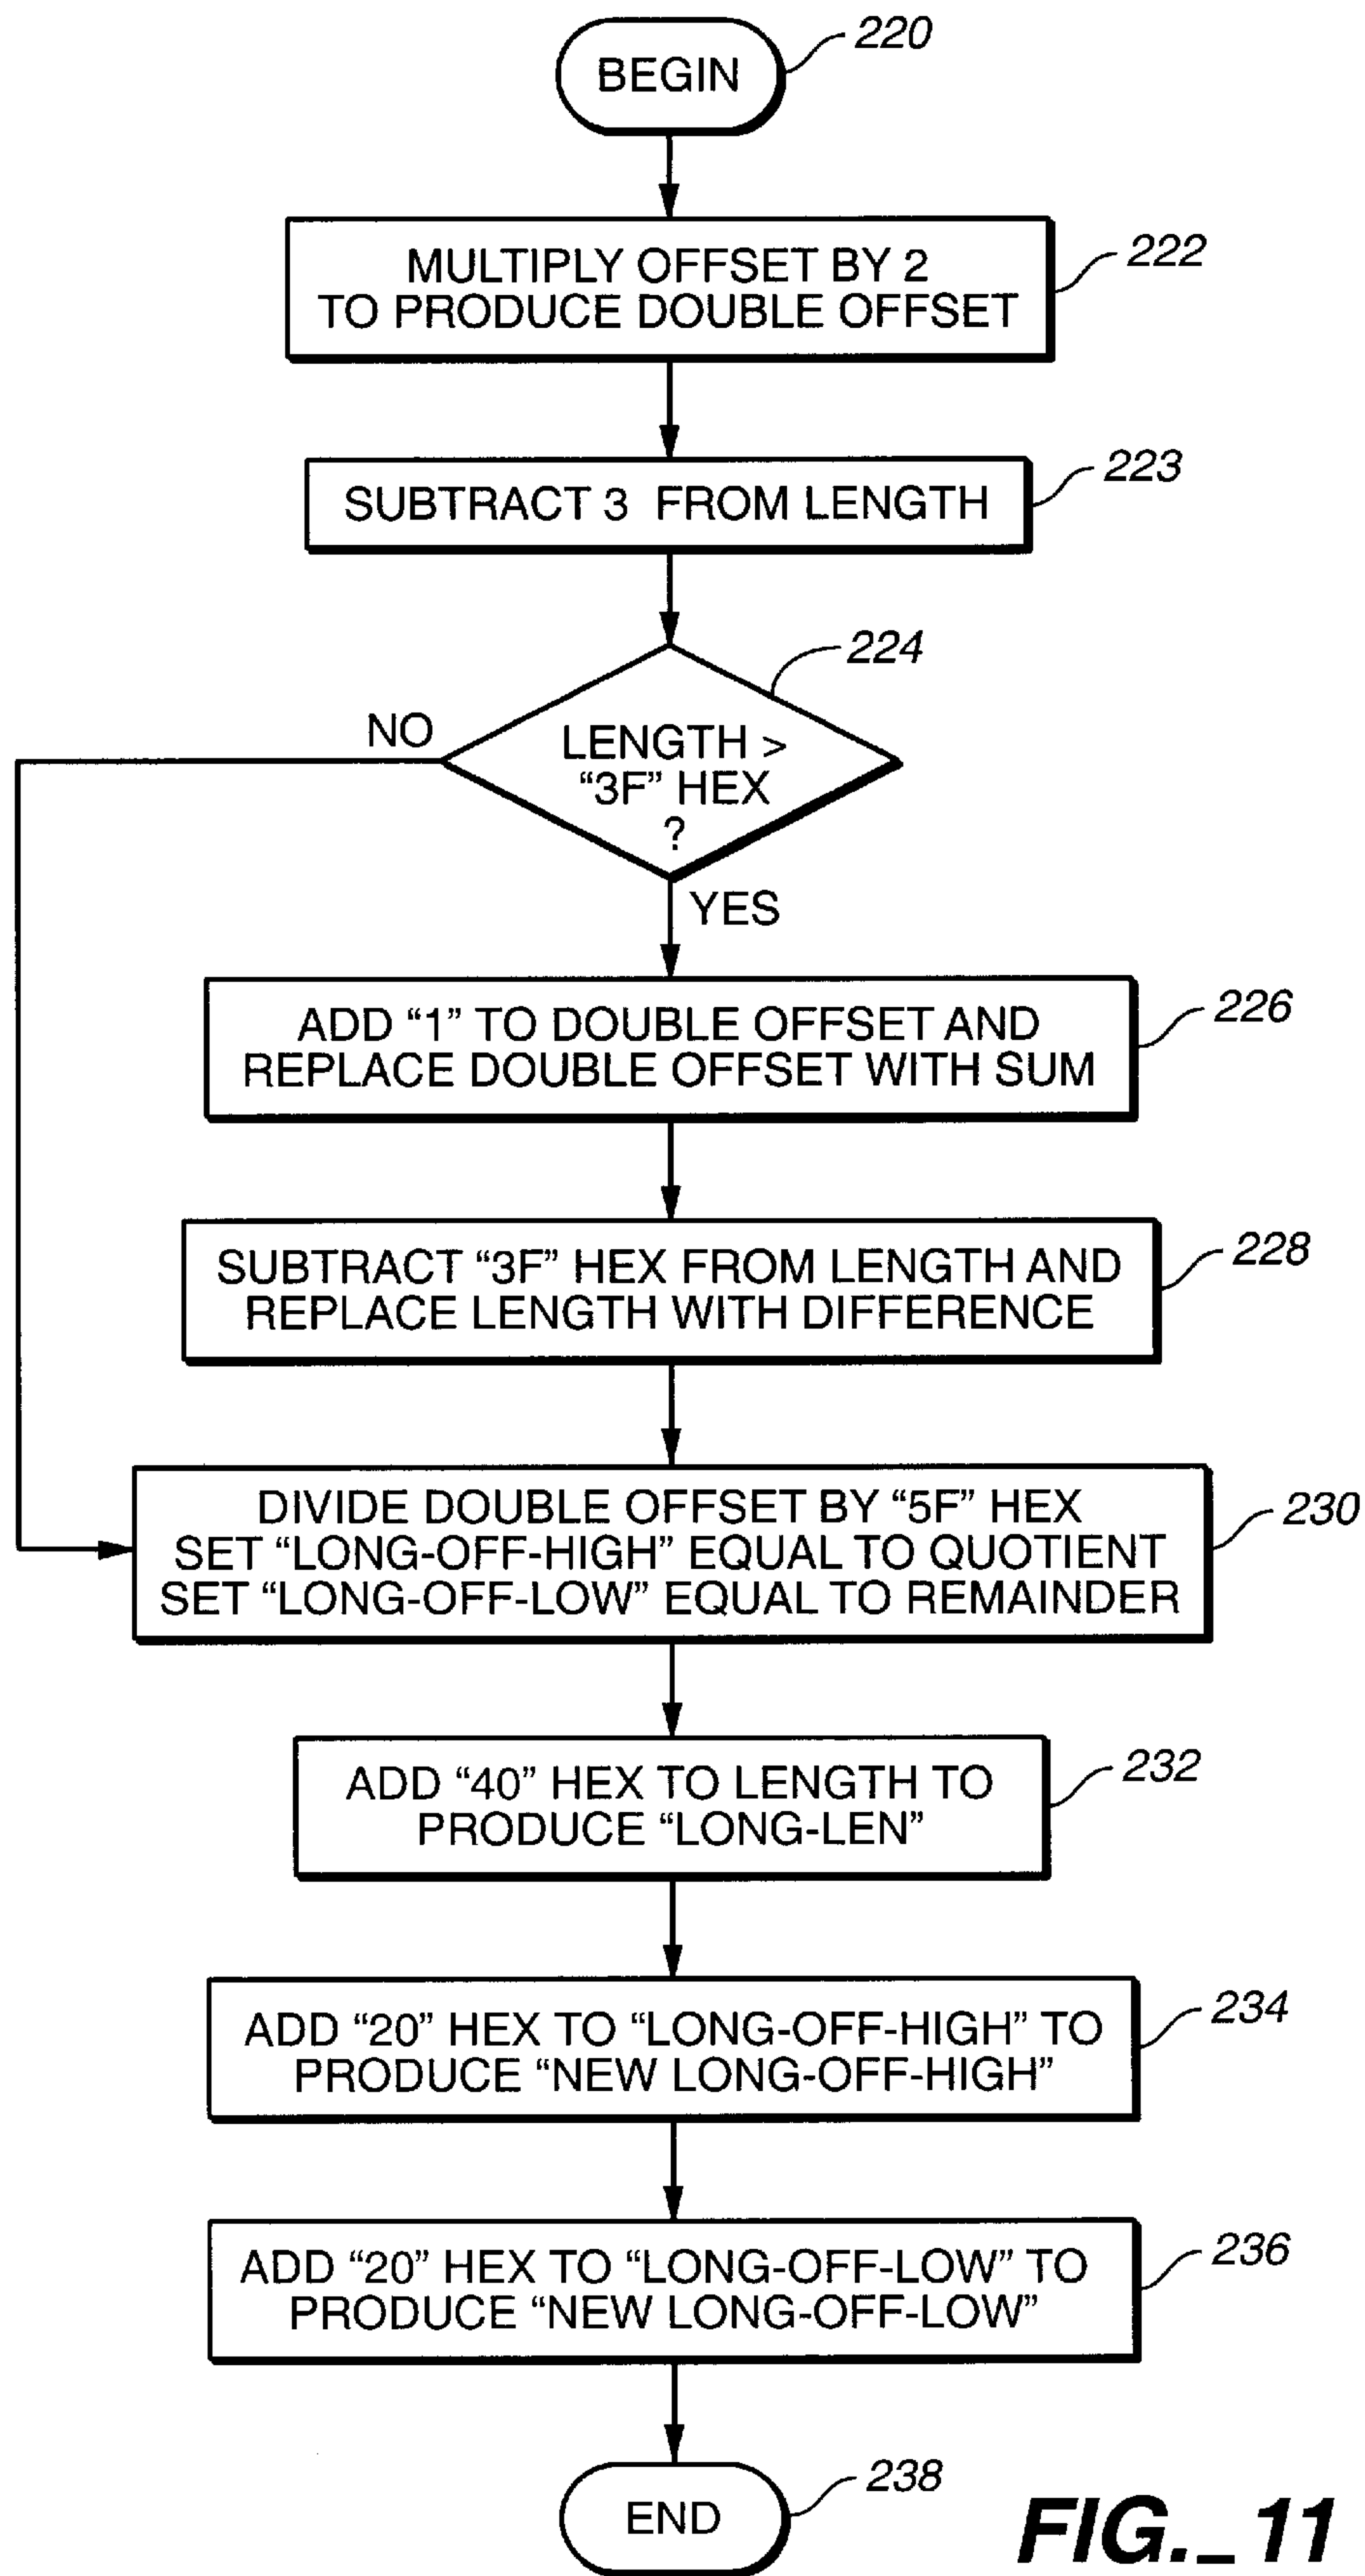 BEGIN
220
MULTIPLY OFFSET BY 2
TO PRODUCE DOUBLE OFFSET
222
SUBTRACT 3 FROM LENGTH
223
224
LENGTH >
“3F” HEX
?
NO
YES
ADD “1” TO DOUBLE OFFSET AND
REPLACE DOUBLE OFFSET WITH SUM
226
SUBTRACT “3F” HEX FROM LENGTH AND
REPLACE LENGTH WITH DIFFERENCE
228
DIVIDE DOUBLE OFFSET BY “5F” HEX
SET “LONG-OFF-HIGH” EQUAL TO QUOTIENT
SET “LONG-OFF-LOW” EQUAL TO REMAINDER
230
ADD “40” HEX TO LENGTH TO
PRODUCE “LONG-LEN”
232
ADD “20” HEX TO “LONG-OFF-HIGH” TO
PRODUCE “NEW LONG-OFF-HIGH”
234
ADD “20” HEX TO “LONG-OFF-LOW” TO
PRODUCE “NEW LONG-OFF-LOW”
236
END
238
FIG._11